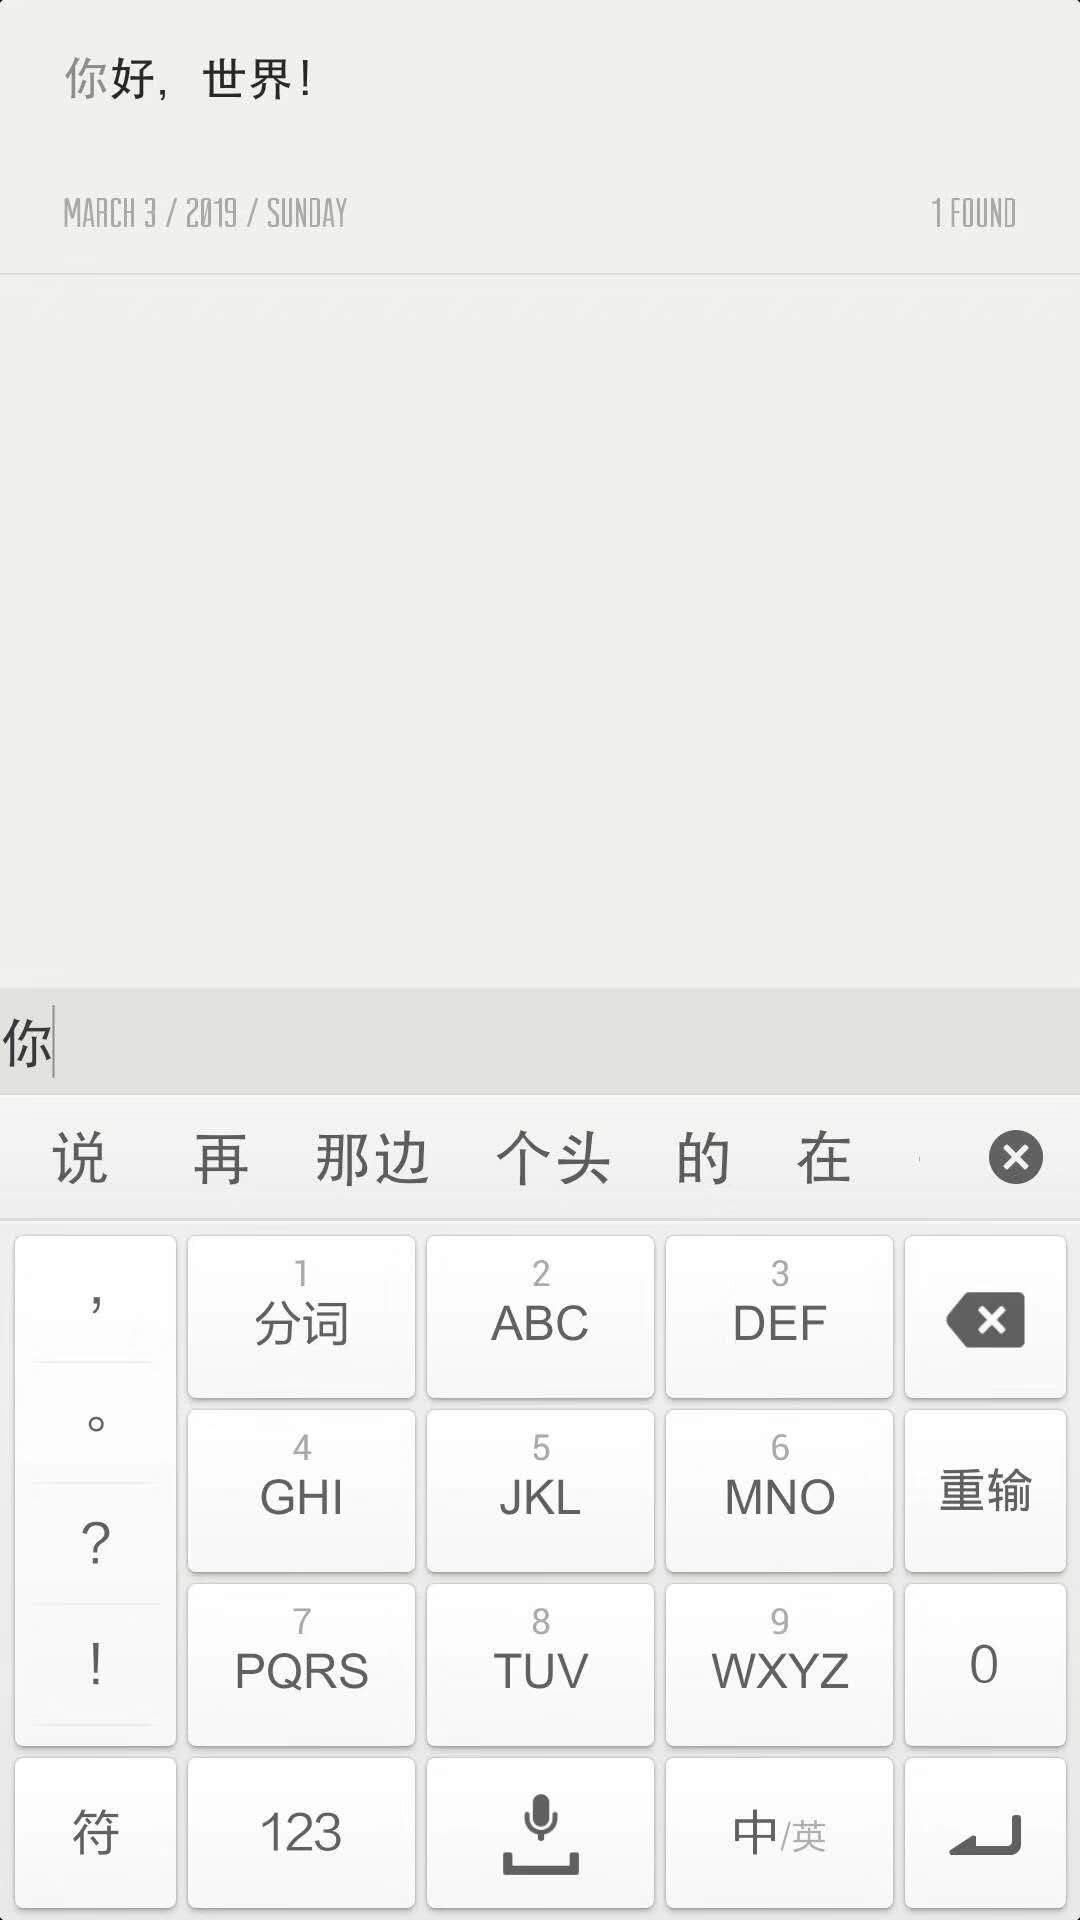 你好，世界！
MARCH 3 / 2019 / SUNDAY 1 FOUND
你
说 再 那边 个头 的 在
， 1 2 3
分词 ABC DEF
。 4 5 6
GHI JKL MNO 重输
？ 7 8 9
！ PQRS TUV WXYZ 0
符 123 中/英